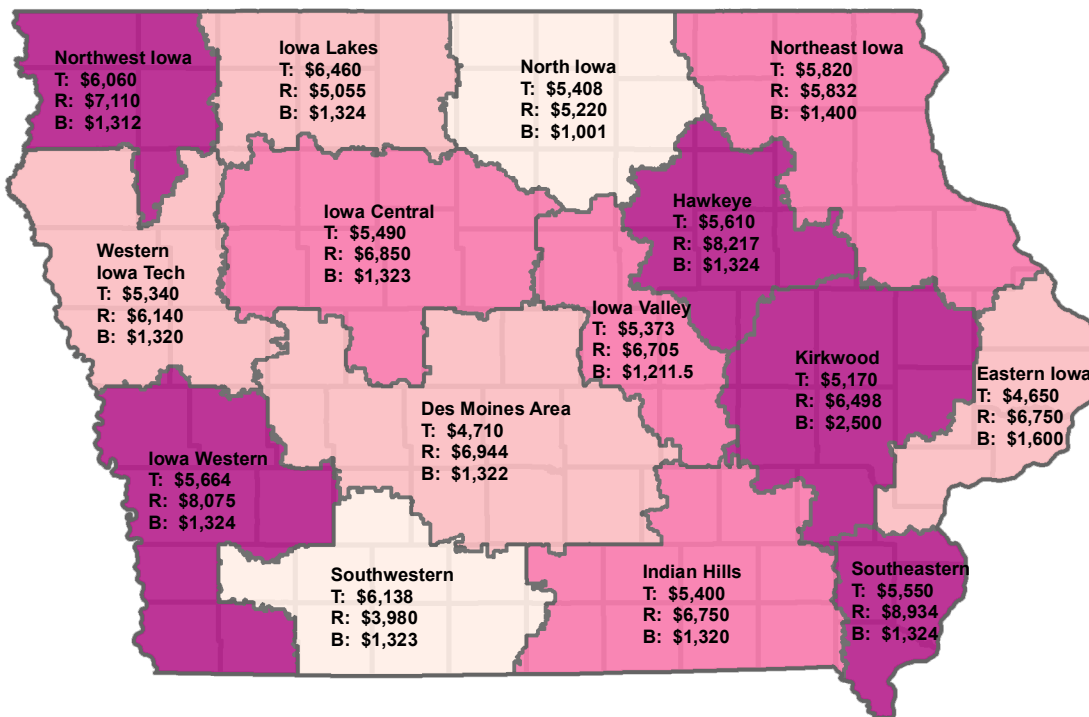 Northwest Iowa
T: $6,060
R: $7,110
B: $1,312
Iowa Lakes
T: $6,460
R: $5,055
B: $1,324
North Iowa
T: $5,408
R: $5,220
B: $1,001
Northeast Iowa
T: $5,820
R: $5,832
B: $1,400
Western
Iowa Tech
T: $5,340
R: $6,140
B: $1,320
Iowa Central
T: $5,490
R: $6,850
B: $1,323
Hawkeye
T: $5,610
R: $8,217
B: $1,324
Iowa Valley
T: $5,373
R: $6,705
B: $1,211.5
Kirkwood
T: $5,170
R: $6,498
B: $2,500
Eastern Iowa
T: $4,650
R: $6,750
B: $1,600
Des Moines Area
T: $4,710
R: $6,944
B: $1,322
Iowa Western
T: $5,664
R: $8,075
B: $1,324
Southwestern
T: $6,138
R: $3,980
B: $1,323
Indian Hills
T: $5,400
R: $6,750
B: $1,320
Southeastern
T: $5,550
R: $8,934
B: $1,324